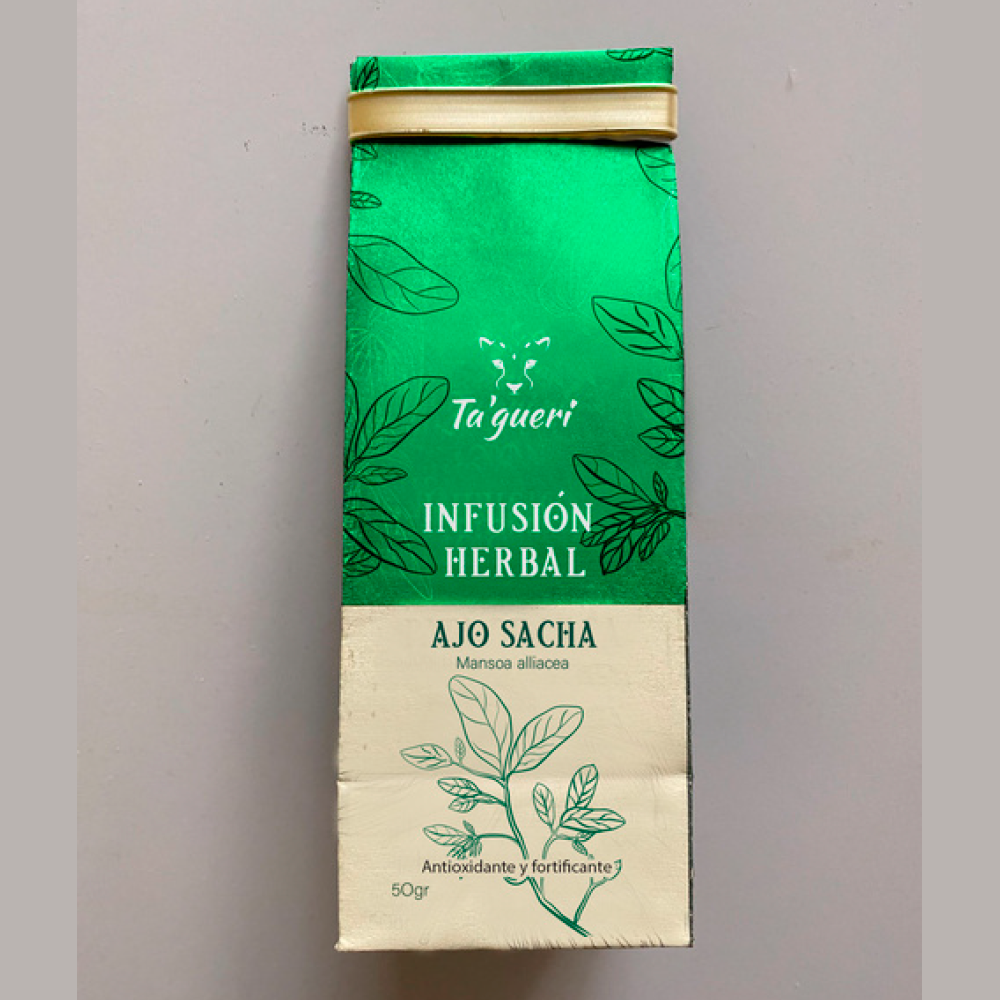 Ta'gueri
INFUSIÓN
HERBAL
AJO SACHA
Mansoa alliacea
Antioxidante y fortificante
50gr